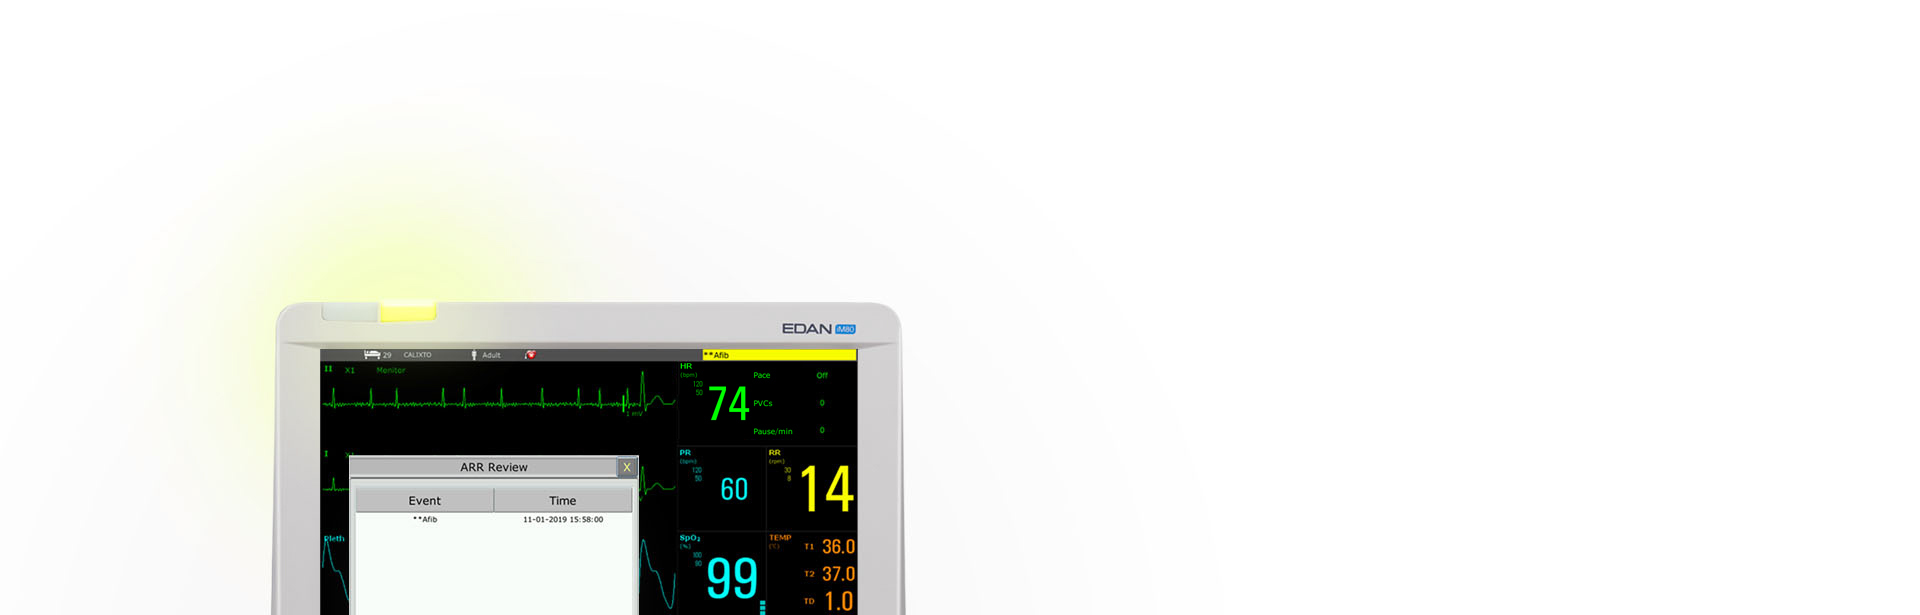 EDAN iM80
29 CALIXTO Adult **Afib
II X1 Monitor
1 mV
HR
(bpm)
120
50
74
Pace Off
PVCs 0
Pause/min 0
I
ARR Review X
Event Time
**Afib 11-01-2019 15:58:00
PR
(bpm)
120
50
60
RR
(rpm)
30
8
14
Pleth
SpO₂
(%)
100
80
99
TEMP
(°C)
T1 36.0
T2 37.0
TD 1.0